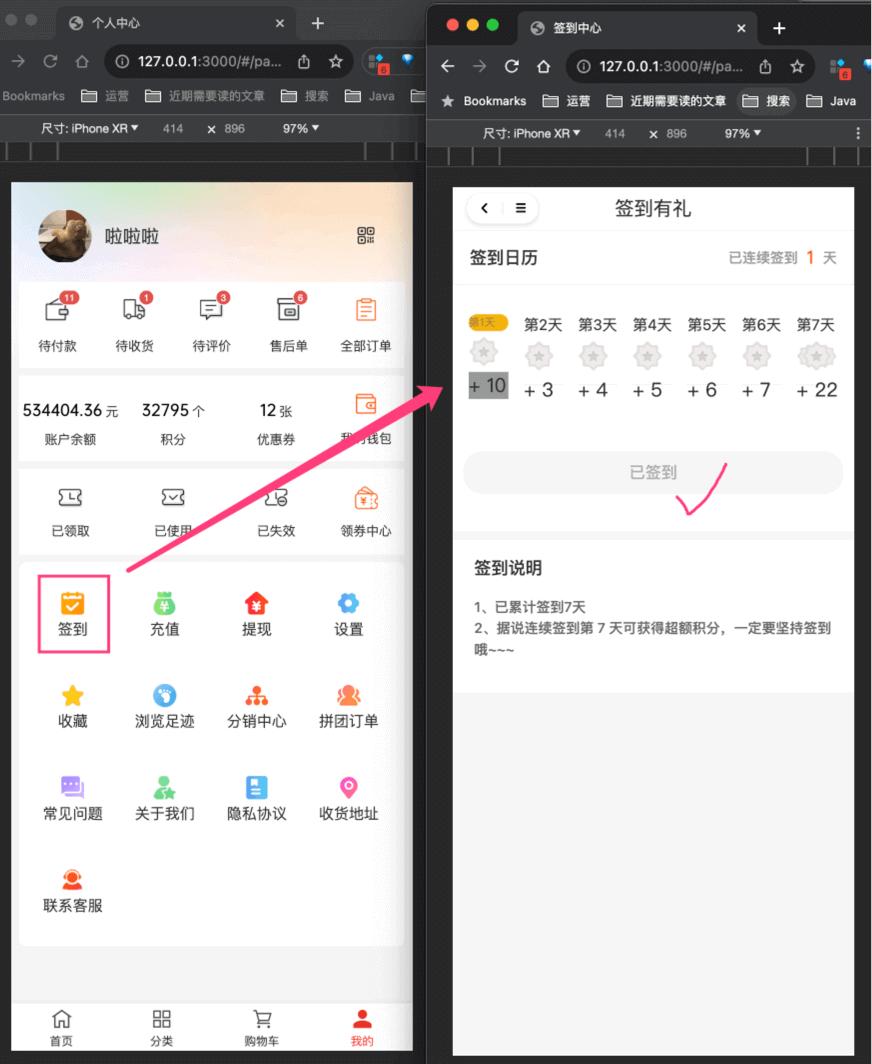 个人中心
127.0.0.1:3000/#/pa...
6
Bookmarks
运营
近期需要读的文章
搜索
Java
尺寸: iPhone XR ▼
414
×
896
97% ▼
啦啦啦
11
1
3
6
待付款
待收货
待评价
售后单
全部订单
534404.36 元
32795 个
12 张
账户余额
积分
优惠券
钱包
已领取
已使用
已失效
领券中心
签到
充值
提现
设置
收藏
浏览足迹
分销中心
拼团订单
常见问题
关于我们
隐私协议
收货地址
联系客服
首页
分类
购物车
我的
签到中心
127.0.0.1:3000/#/pa...
6
Bookmarks
运营
近期需要读的文章
搜索
Java
尺寸: iPhone XR ▼
414
×
896
97% ▼
签到有礼
签到日历
已连续签到 1 天
第1天
第2天
第3天
第4天
第5天
第6天
第7天
+ 10
+ 3
+ 4
+ 5
+ 6
+ 7
+ 22
已签到
签到说明
1、已累计签到7天
2、据说连续签到第 7 天可获得超额积分，一定要坚持签到
哦~~~